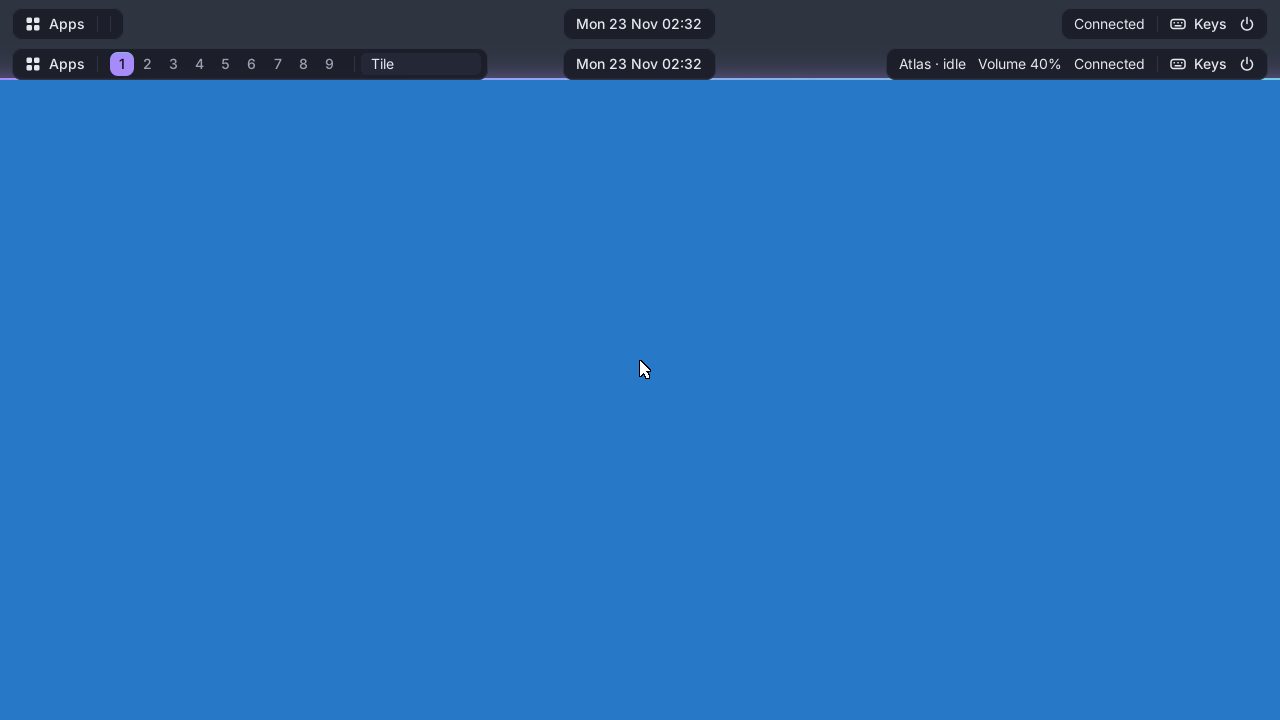 Apps Mon 23 Nov 02:32 Connected Keys
Apps 1 2 3 4 5 6 7 8 9 Tile Mon 23 Nov 02:32 Atlas · idle Volume 40% Connected Keys